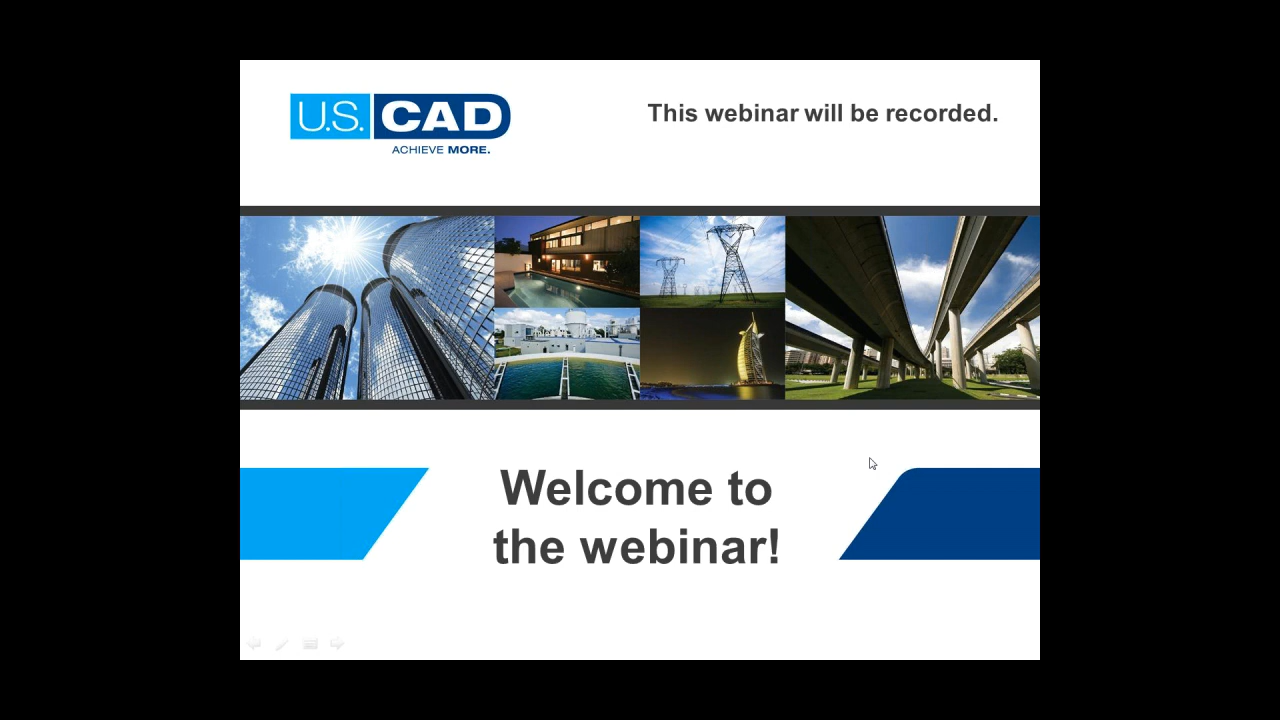 U.S. CAD
ACHIEVE MORE.
This webinar will be recorded.
Welcome to
the webinar!